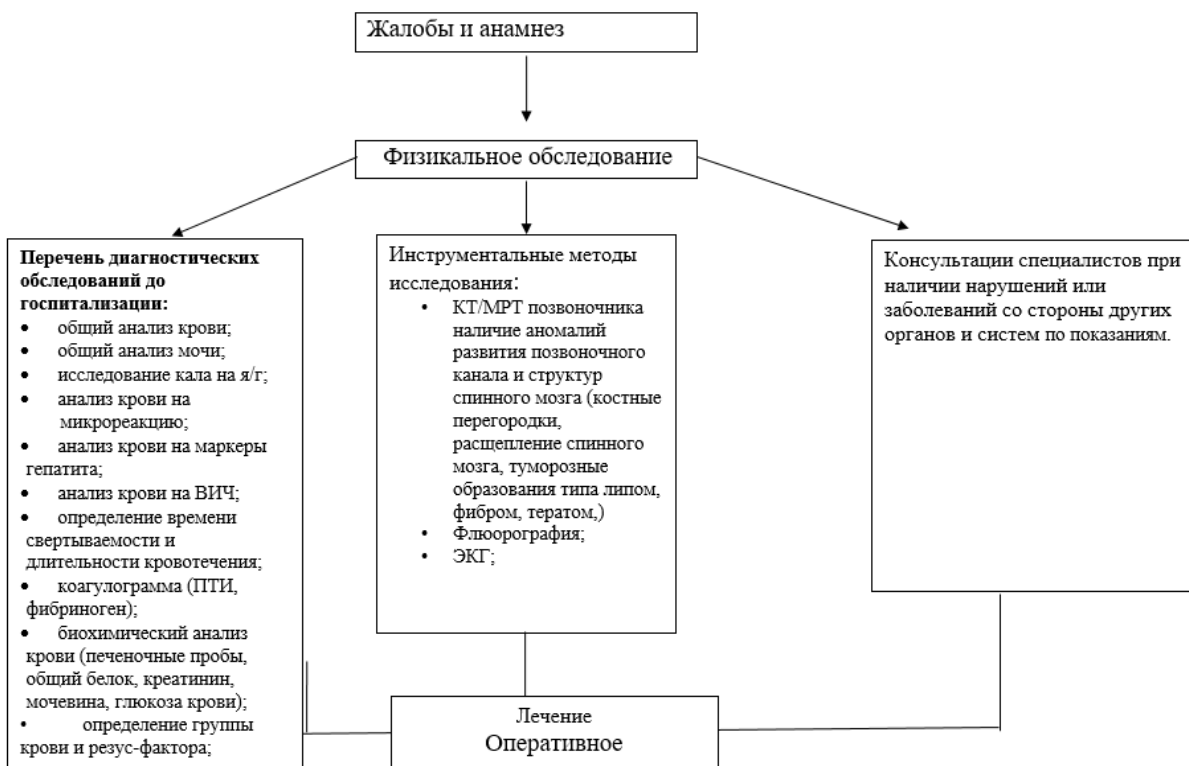 Жалобы и анамнез
Физикальное обследование
Перечень диагностических
обследований до
госпитализации:
• общий анализ крови;
• общий анализ мочи;
• исследование кала на я/г;
• анализ крови на
микрореакцию;
• анализ крови на маркеры
гепатита;
• анализ крови на ВИЧ;
• определение времени
свертываемости и
длительности кровотечения;
• коагулограмма (ПТИ,
фибриноген);
• биохимический анализ
крови (печеночные пробы,
общий белок, креатинин,
мочевина, глюкоза крови);
• определение группы
крови и резус-фактора;
Инструментальные методы
исследования:
• КТ/МРТ позвоночника
наличие аномалий
развития позвоночного
канала и структур
спинного мозга (костные
перегородки,
расщепление спинного
мозга, туморозные
образования типа липом,
фибром, тератом,)
• Флюорография;
• ЭКГ;
Консультации специалистов при
наличии нарушений или
заболеваний со стороны других
органов и систем по показаниям.
Лечение
Оперативное